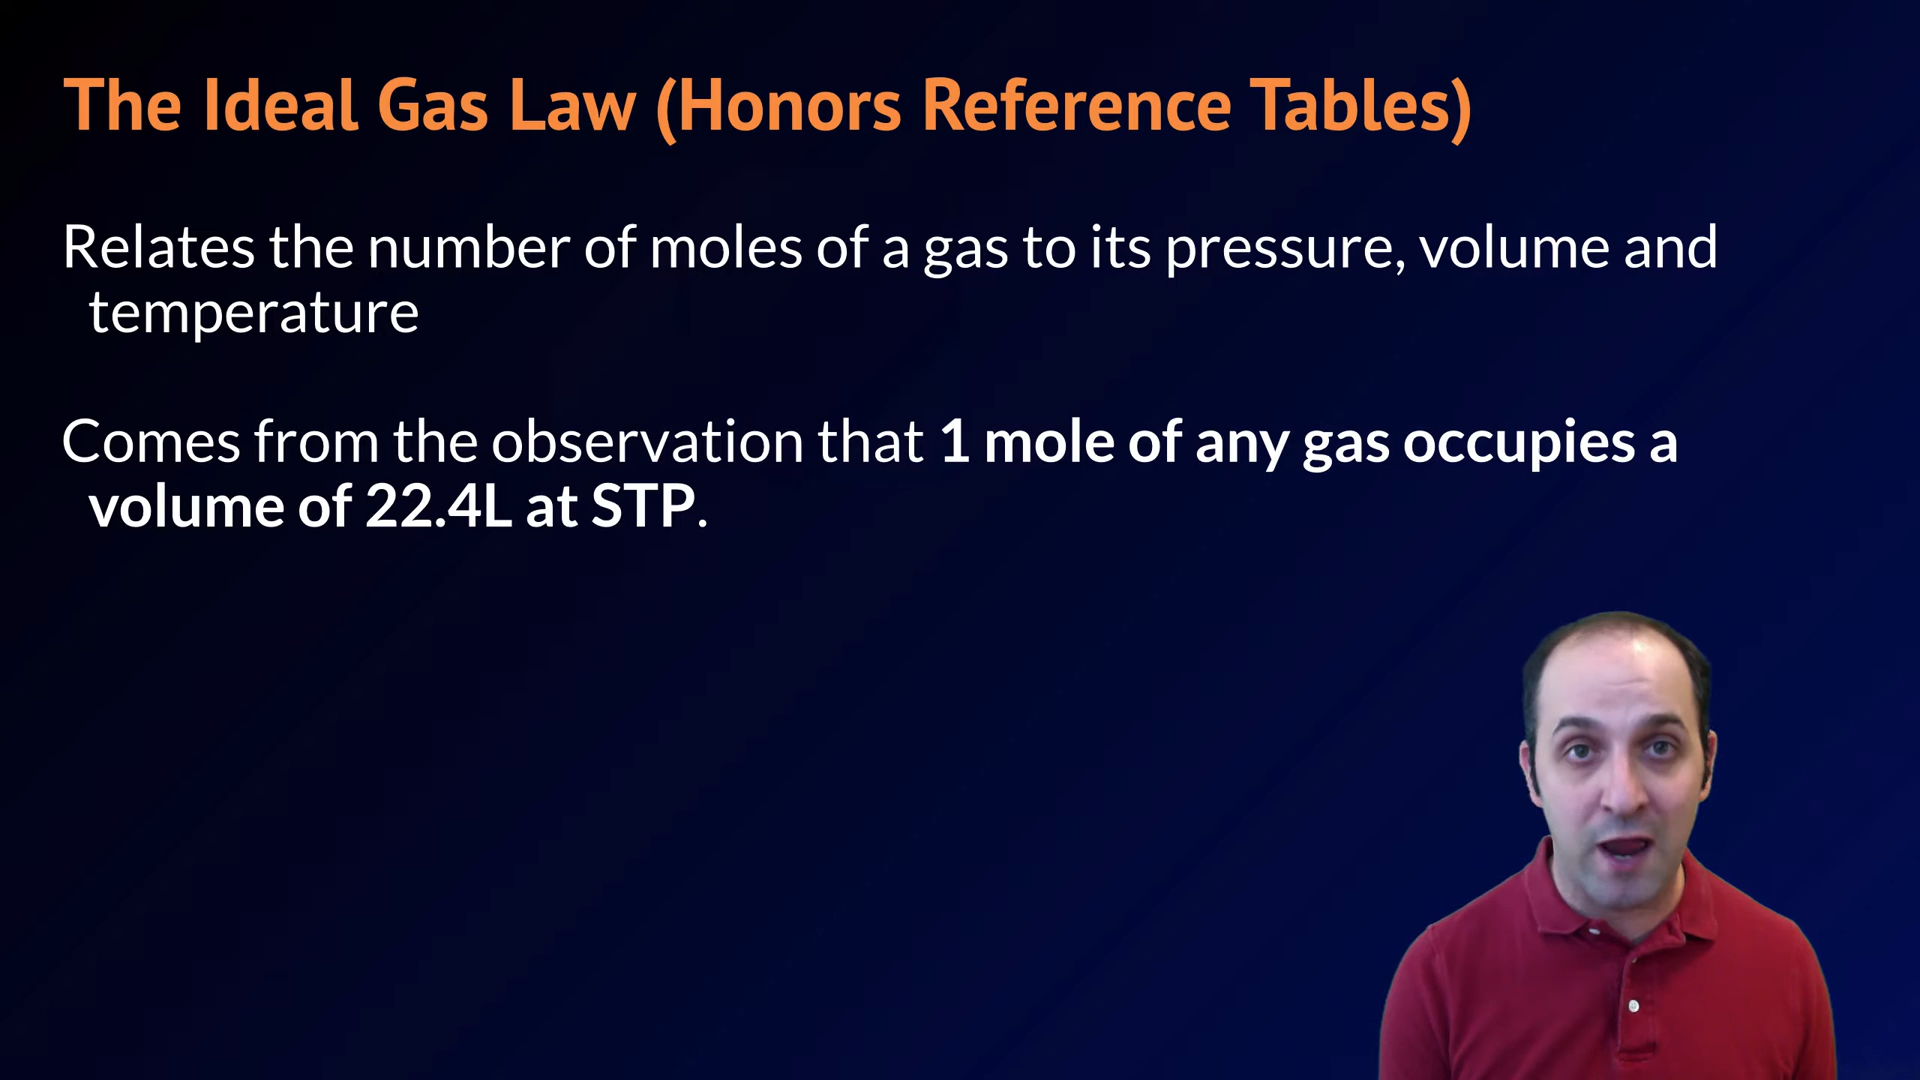 The Ideal Gas Law (Honors Reference Tables)
Relates the number of moles of a gas to its pressure, volume and
temperature
Comes from the observation that 1 mole of any gas occupies a
volume of 22.4L at STP.